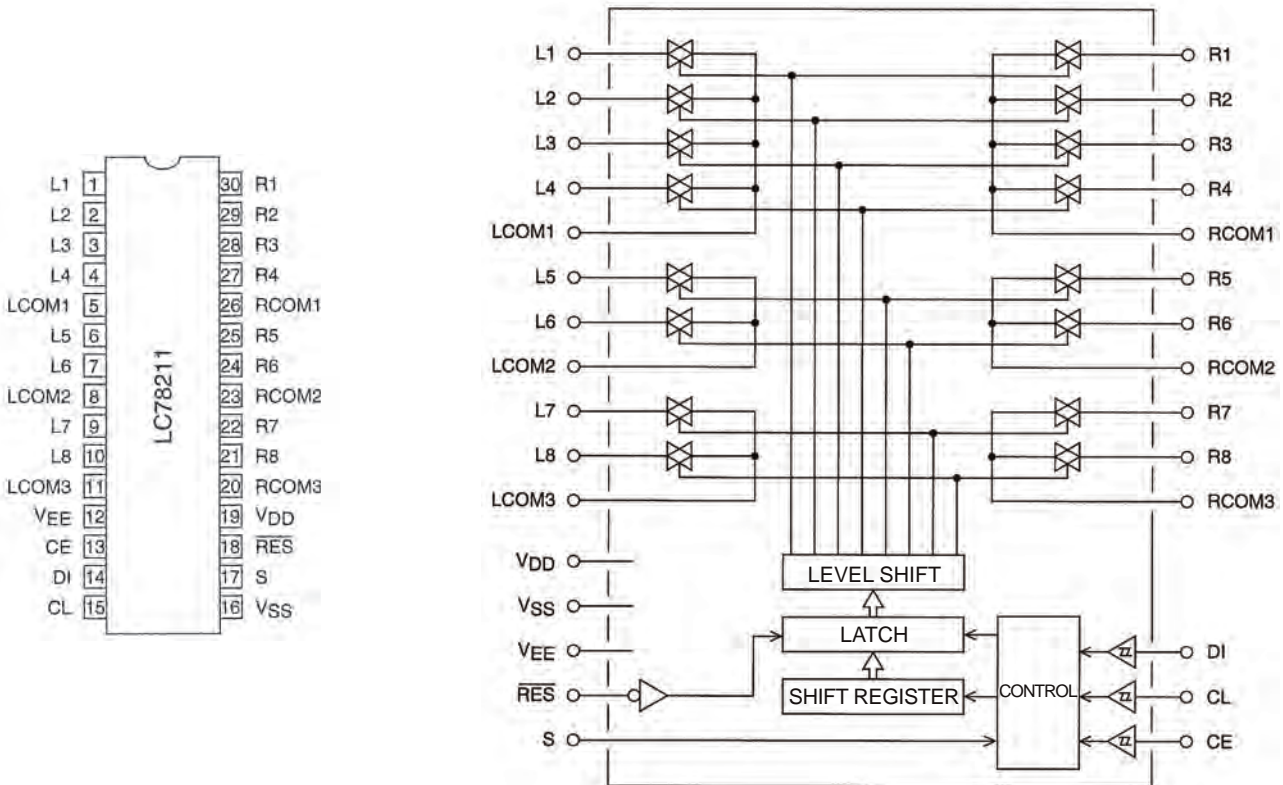 L1 1
L2 2
L3 3
L4 4
LCOM1 5
L5 6
L6 7
LCOM2 8
L7 9
L8 10
LCOM3 11
VEE 12
CE 13
DI 14
CL 15
LC78211
30 R1
29 R2
28 R3
27 R4
26 RCOM1
25 R5
24 R6
23 RCOM2
22 R7
21 R8
20 RCOM3
19 VDD
18 RES
17 S
16 VSS
L1
L2
L3
L4
LCOM1
L5
L6
LCOM2
L7
L8
LCOM3
VDD
VSS
VEE
RES
S
LEVEL SHIFT
LATCH
SHIFT REGISTER
CONTROL
R1
R2
R3
R4
RCOM1
R5
R6
RCOM2
R7
R8
RCOM3
DI
CL
CE